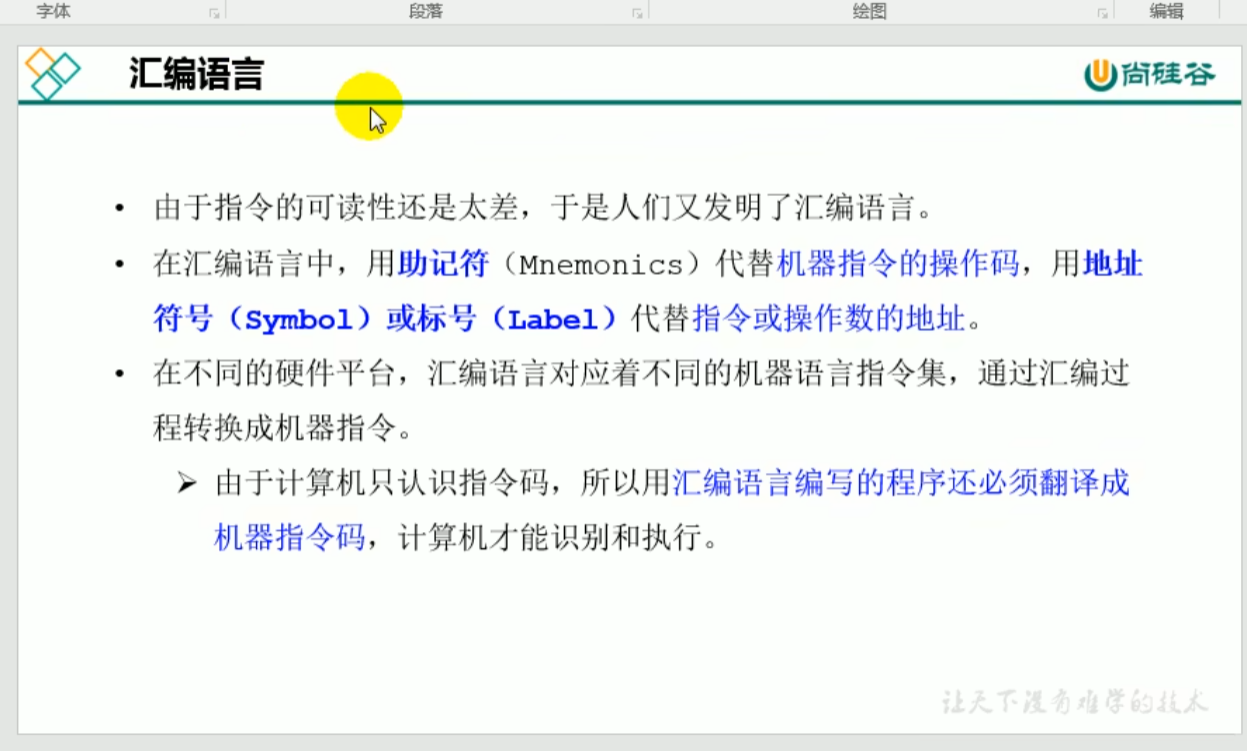 字体 段落 绘图 编辑
汇编语言
尚硅谷
• 由于指令的可读性还是太差，于是人们又发明了汇编语言。
• 在汇编语言中，用助记符（Mnemonics）代替机器指令的操作码，用地址
符号（Symbol）或标号（Label）代替指令或操作数的地址。
• 在不同的硬件平台，汇编语言对应着不同的机器语言指令集，通过汇编过
程转换成机器指令。
➢ 由于计算机只认识指令码，所以用汇编语言编写的程序还必须翻译成
机器指令码，计算机才能识别和执行。
让天下没有难学的技术